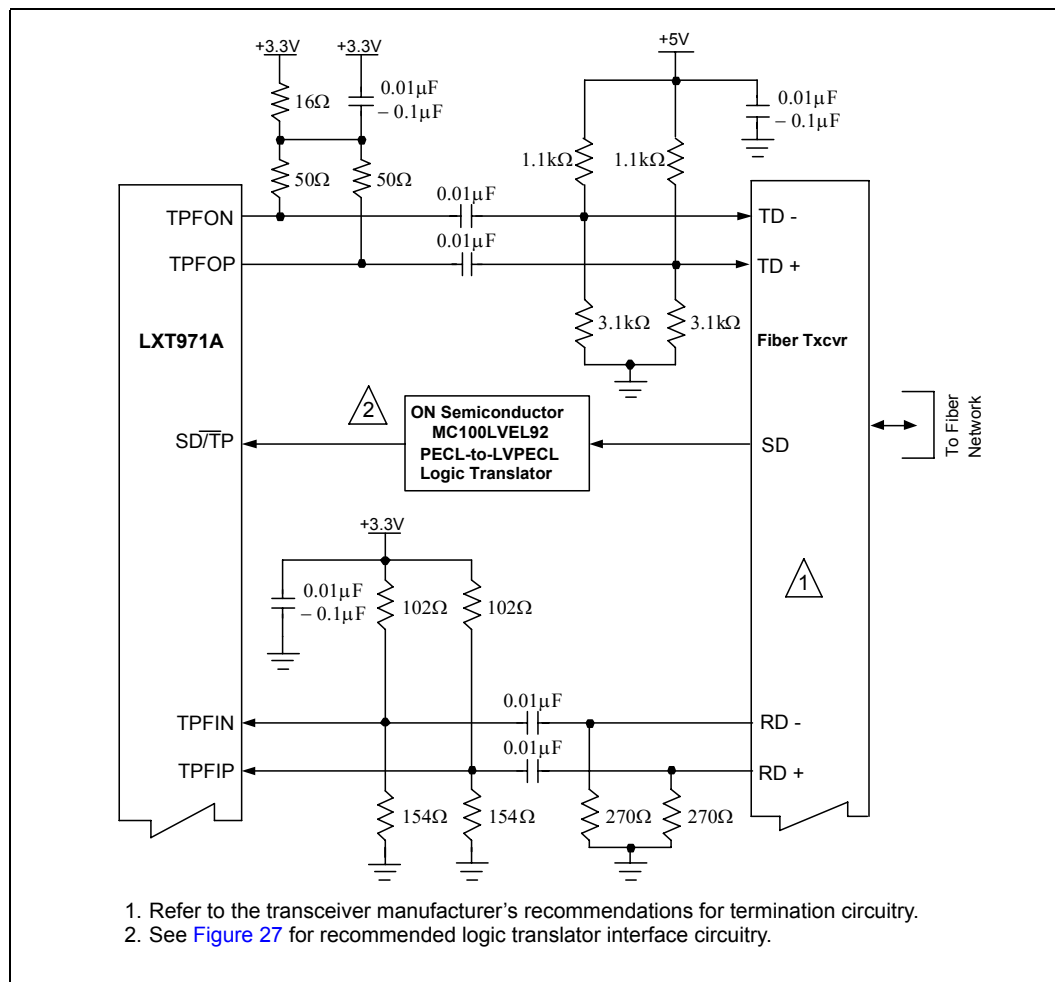 +3.3V
+3.3V
+5V
16Ω
0.01µF
– 0.1µF
0.01µF
– 0.1µF
1.1kΩ
1.1kΩ
50Ω
50Ω
0.01µF
TPFON
TD -
0.01µF
TPFOP
TD +
3.1kΩ
3.1kΩ
LXT971A
Fiber Txcvr
2
ON Semiconductor
MC100LVEL92
PECL-to-LVPECL
Logic Translator
SD/T̅P̅
SD
To Fiber
Network
+3.3V
0.01µF
– 0.1µF
102Ω
102Ω
1
0.01µF
TPFIN
RD -
0.01µF
TPFIP
RD +
154Ω
154Ω
270Ω
270Ω
1. Refer to the transceiver manufacturer’s recommendations for termination circuitry.
2. See Figure 27 for recommended logic translator interface circuitry.